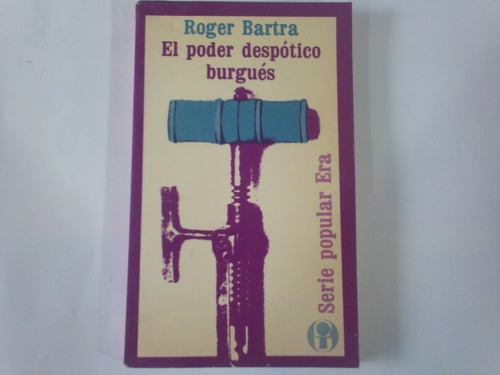 Roger Bartra
El poder despótico
burgués
Serie popular Era